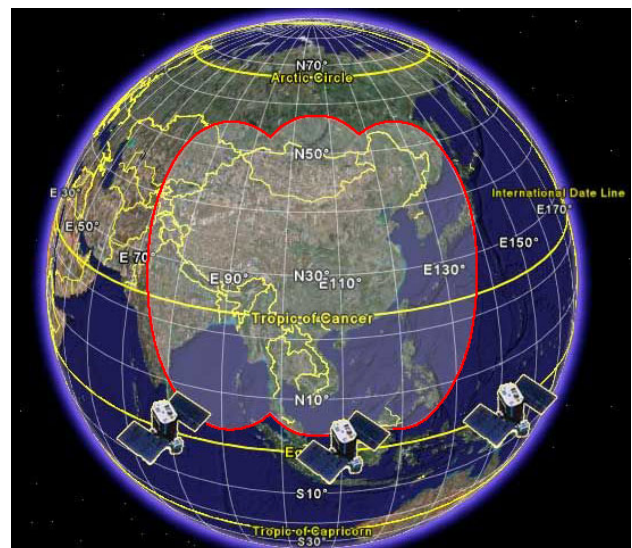 N70°
Arctic Circle
N50°
E 30°
International Date Line
E170°
E 50°
E150°
E 70°
E 90°
N30°
E110°
E130°
Tropic of Cancer
N10°
S10°
Tropic of Capricorn
S30°